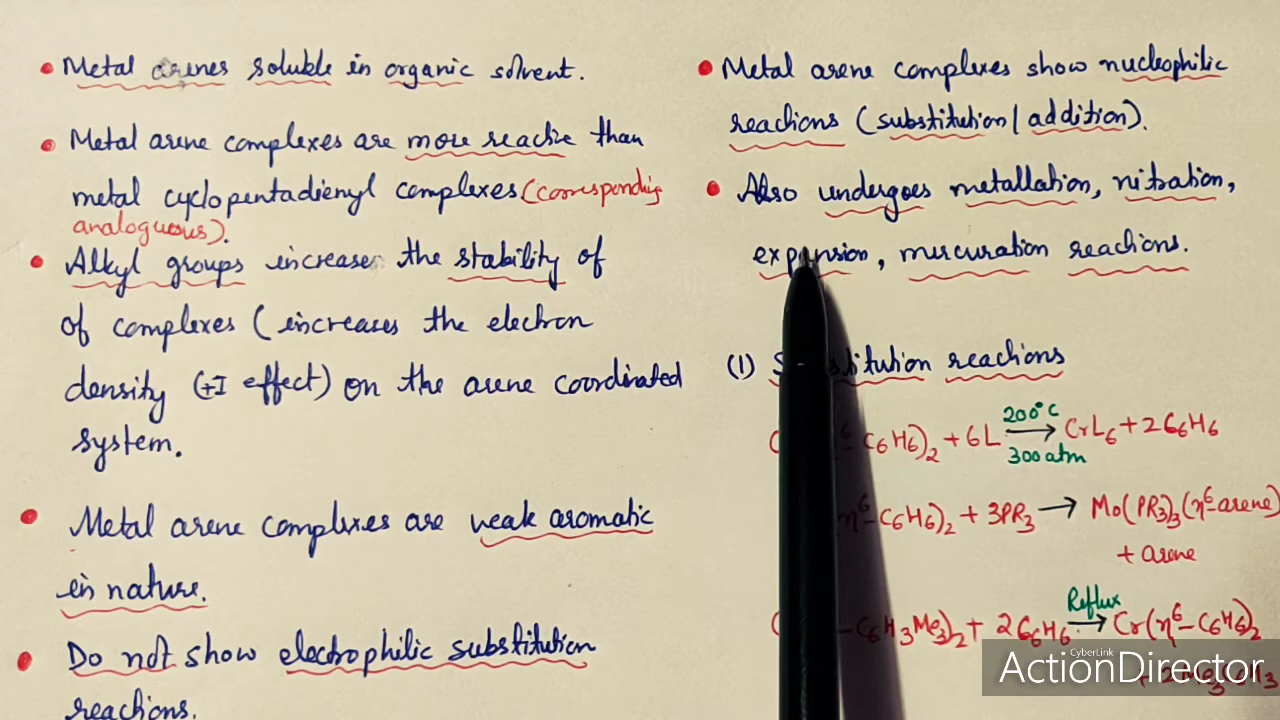 • Metal arenes soluble in organic solvent.
• Metal arene complexes are more reactive than
metal cyclopentadienyl complexes (corresponding
analoguous).
• Alkyl groups increases the stability of
of complexes (increases the electron
density (+I effect) on the arene coordinated
system.
• Metal arene complexes are weak aromatic
in nature.
• Do not show electrophilic substitution
reactions.
• Metal arene complexes show nucleophilic
reactions (substitution/addition).
• Also undergoes metallation, nitration,
expansion, mercuration reactions.
(1) Substitution reactions
C₆H₆)₂ + 6L 200°C → 300 atm CrL₆ + 2C₆H₆
η⁶-C₆H₆)₂ + 3PR₃ → Mo(PR₃)₃(η⁶-arene)
+ arene
-C₆H₃Me₃)₂ + 2C₆H₆ Reflux → Cr(η⁶-C₆H₆)₂
CyberLink
ActionDirector